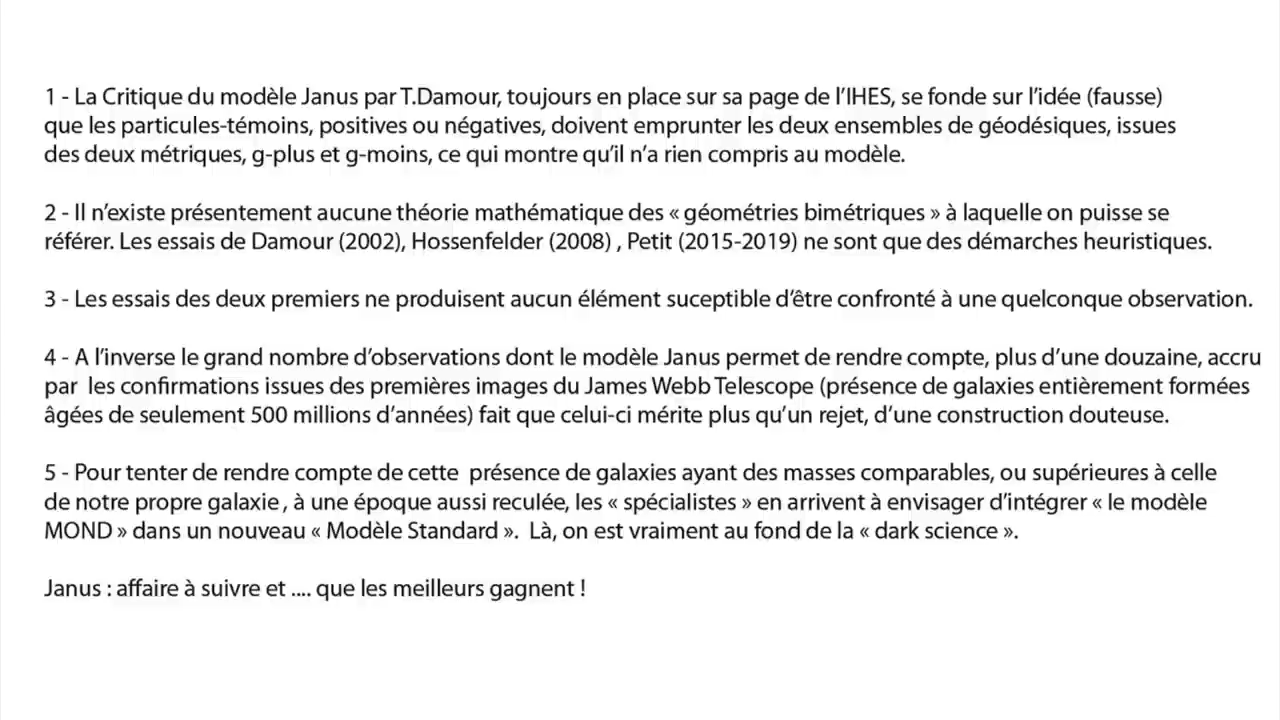 1 - La Critique du modèle Janus par T.Damour, toujours en place sur sa page de l’IHES, se fonde sur l’idée (fausse)
que les particules-témoins, positives ou négatives, doivent emprunter les deux ensembles de géodésiques, issues
des deux métriques, g-plus et g-moins, ce qui montre qu’il n’a rien compris au modèle.
2 - Il n’existe présentement aucune théorie mathématique des « géométries bimétriques » à laquelle on puisse se
référer. Les essais de Damour (2002), Hossenfelder (2008) , Petit (2015-2019) ne sont que des démarches heuristiques.
3 - Les essais des deux premiers ne produisent aucun élément suceptible d’être confronté à une quelconque observation.
4 - A l’inverse le grand nombre d’observations dont le modèle Janus permet de rendre compte, plus d’une douzaine, accru
par  les confirmations issues des premières images du James Webb Telescope (présence de galaxies entièrement formées
âgées de seulement 500 millions d’années) fait que celui-ci mérite plus qu’un rejet, d’une construction douteuse.
5 - Pour tenter de rendre compte de cette  présence de galaxies ayant des masses comparables, ou supérieures à celle
de notre propre galaxie , à une époque aussi reculée, les « spécialistes » en arrivent à envisager d’intégrer « le modèle
MOND » dans un nouveau « Modèle Standard ».  Là, on est vraiment au fond de la « dark science ».
Janus : affaire à suivre et .... que les meilleurs gagnent !